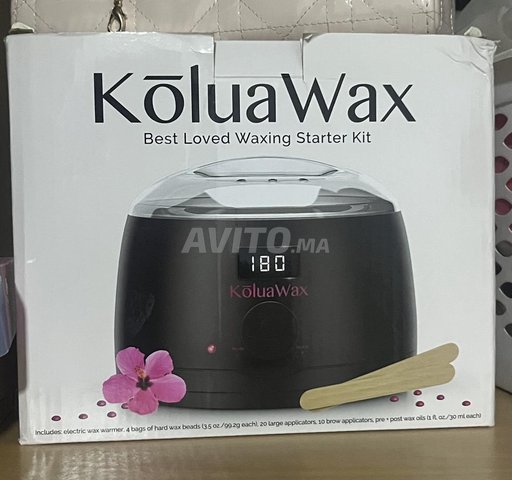 KōluaWax
Best Loved Waxing Starter Kit
AVITO.MA
180
KōluaWax
Includes: electric wax warmer, 4 bags of hard wax beads (3.5 oz./99.2g each), 20 large applicators, 10 brow applicators, pre + post wax oils (1 fl. oz./30 ml each)